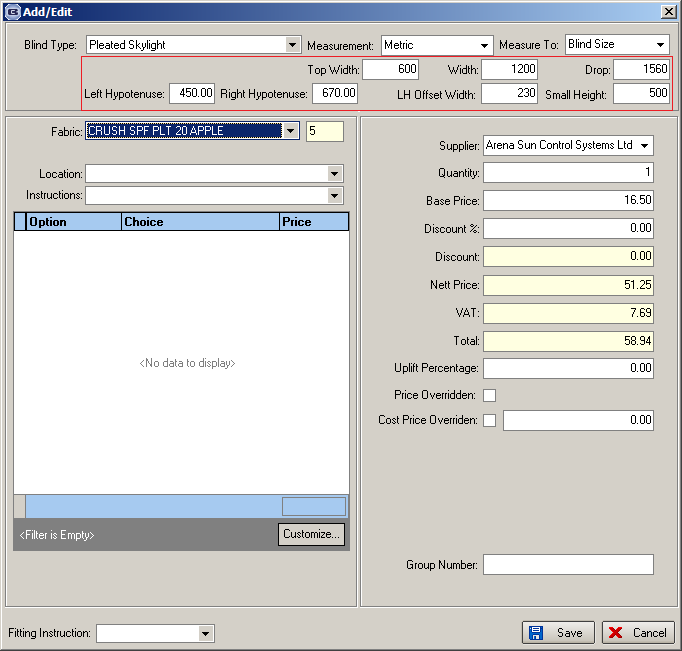 Add/Edit
Blind Type: Pleated Skylight Measurement: Metric Measure To: Blind Size
Top Width: 600 Width: 1200 Drop: 1560
Left Hypotenuse: 450.00 Right Hypotenuse: 670.00 LH Offset Width: 230 Small Height: 500
Fabric: CRUSH SPF PLT 20 APPLE 5
Location:
Instructions:
Option Choice Price
<No data to display>
<Filter is Empty> Customize...
Supplier: Arena Sun Control Systems Ltd
Quantity: 1
Base Price: 16.50
Discount %: 0.00
Discount: 0.00
Nett Price: 51.25
VAT: 7.69
Total: 58.94
Uplift Percentage: 0.00
Price Overridden:
Cost Price Overriden: 0.00
Group Number:
Fitting Instruction: Save Cancel